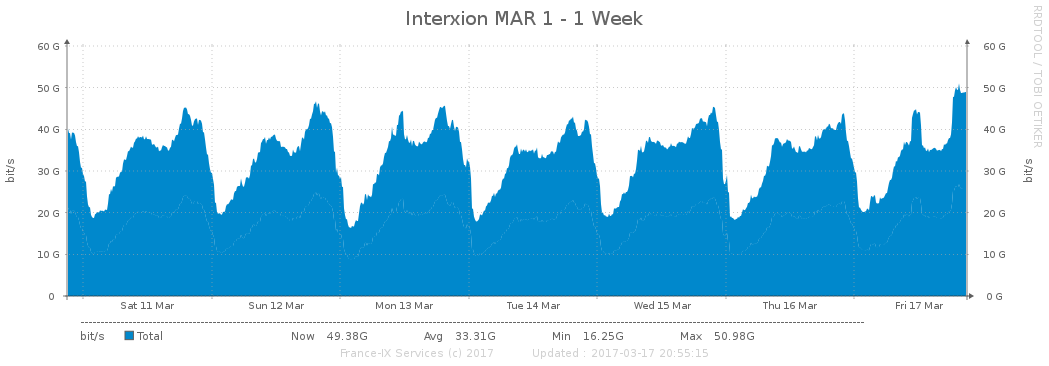 Interxion MAR 1 - 1 Week
RRDTOOL / TOBI OETIKER
60 G
60 G
50 G
50 G
40 G
40 G
30 G
30 G
20 G
20 G
10 G
10 G
0
0 G
bit/s
bit/s
Sat 11 Mar Sun 12 Mar Mon 13 Mar Tue 14 Mar Wed 15 Mar Thu 16 Mar Fri 17 Mar
bit/s Total Now 49.38G Avg 33.31G Min 16.25G Max 50.98G
France-IX Services (c) 2017 Updated : 2017-03-17 20:55:15